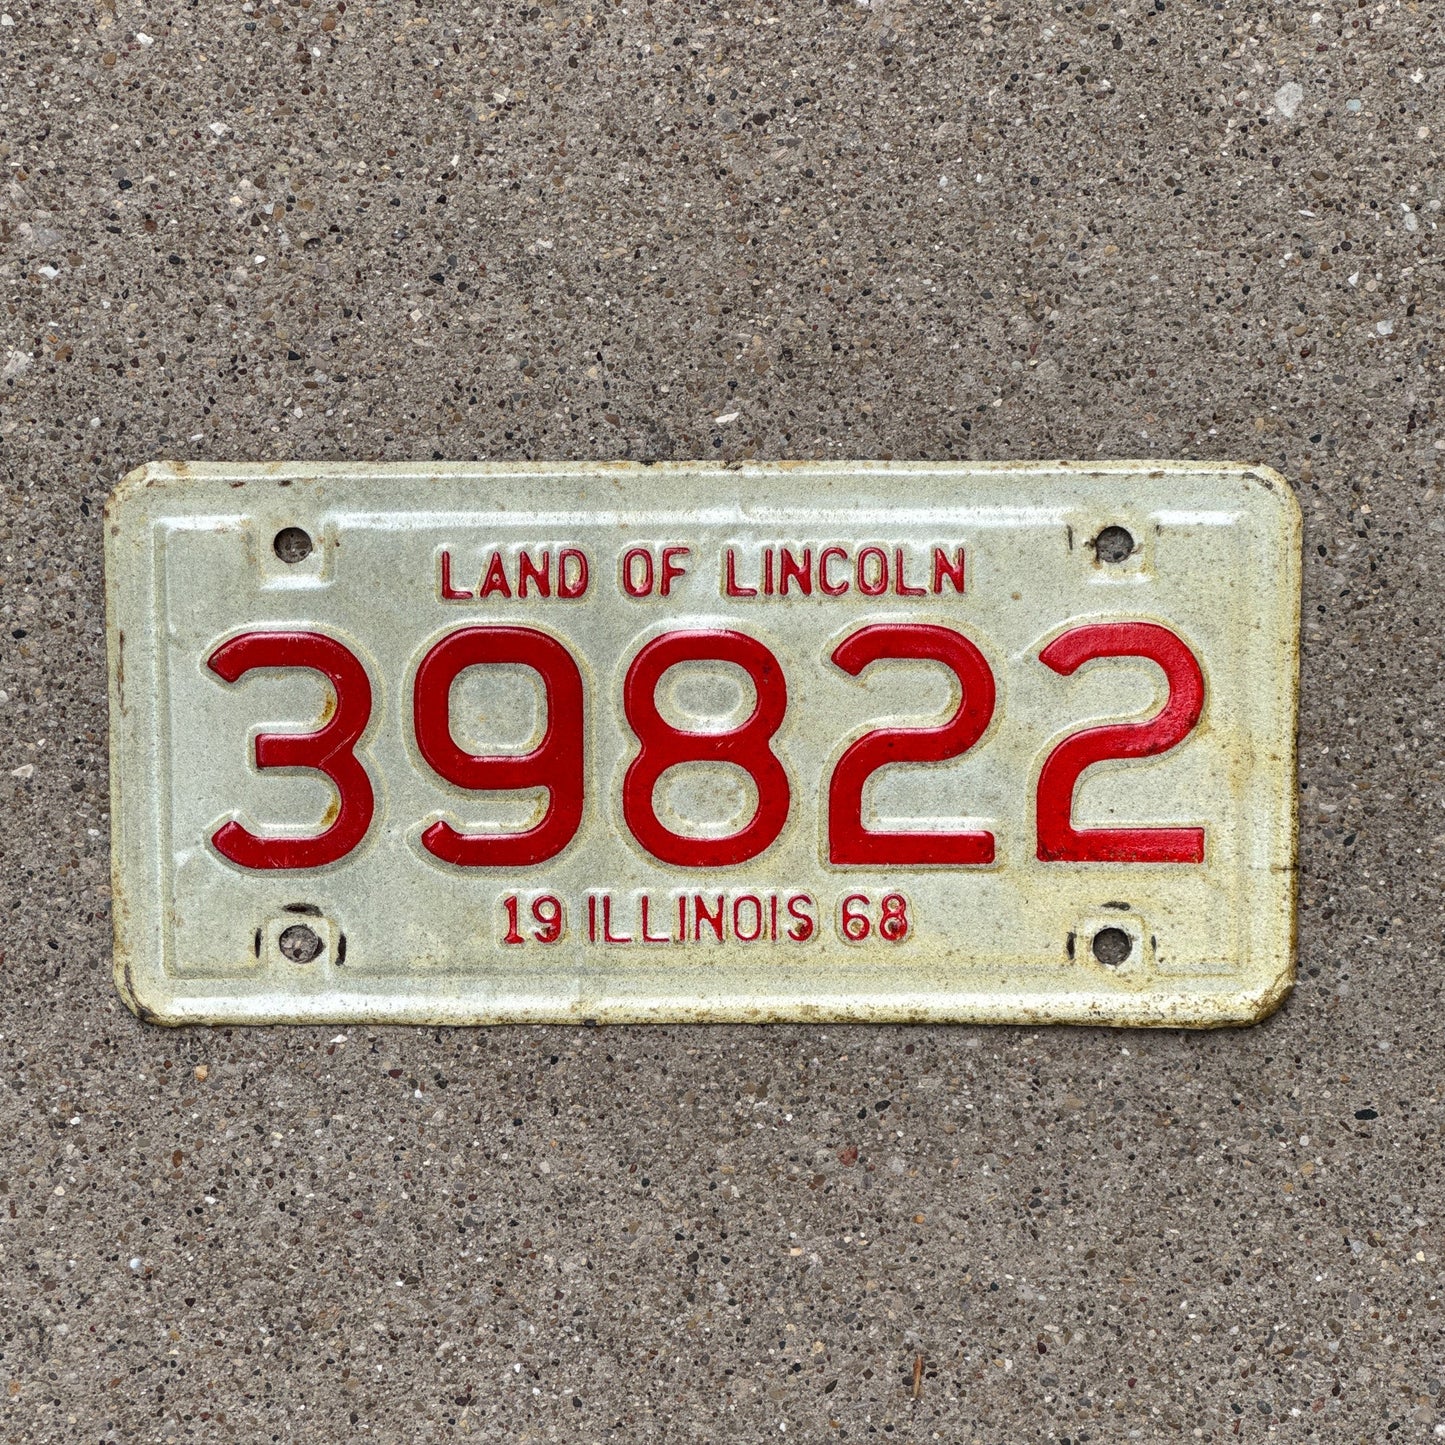 LAND OF LINCOLN
39822
19 ILLINOIS 68